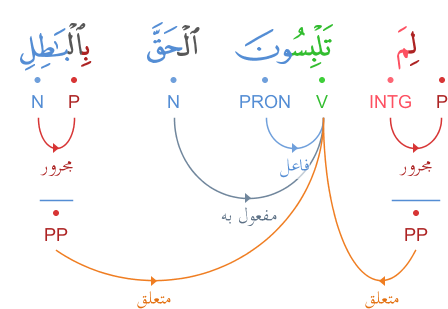 لِمَ تَلْبِسُونَ ٱلْحَقَّ بِٱلْبَـٰطِلِ
P INTG V PRON N P N
مجرور فاعل مجرور
مفعول به
PP PP
متعلق متعلق